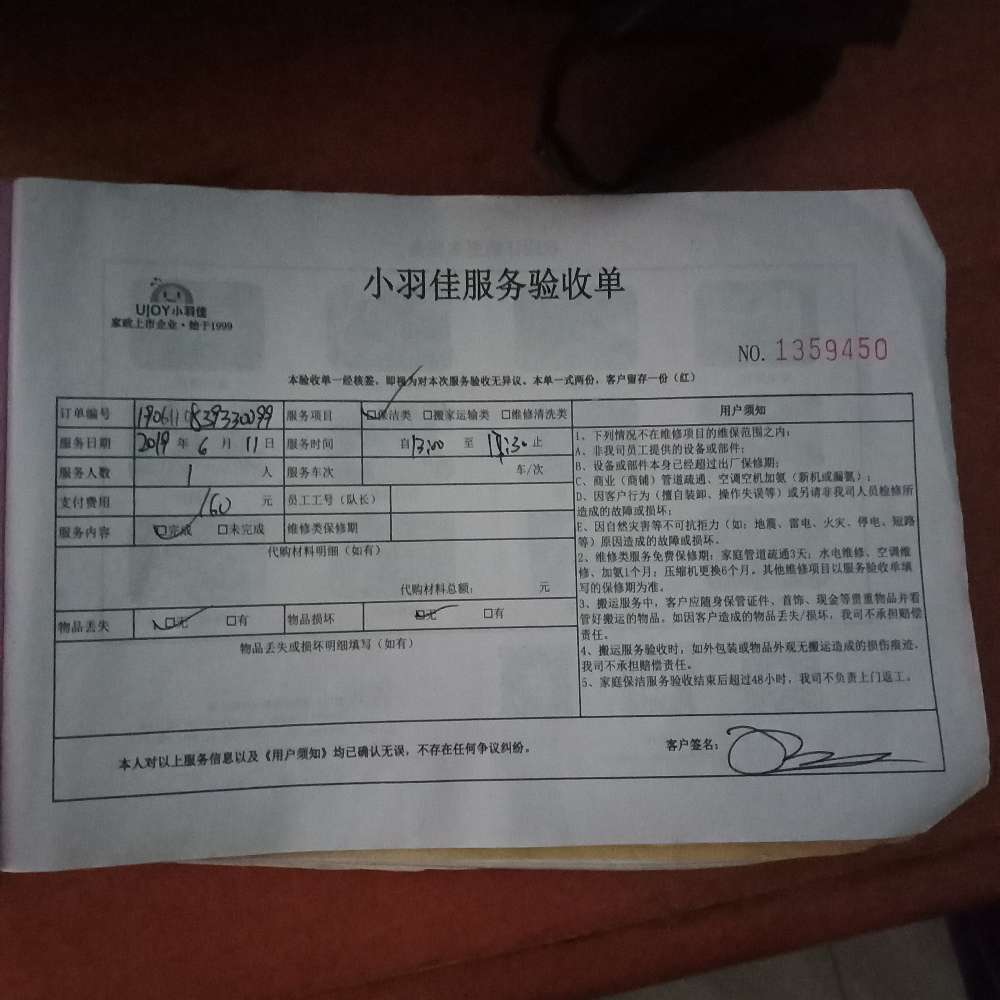 小羽佳服务验收单
UJOY小羽佳
家政上市企业·始于1999
NO. 1359450
本验收单一经核签，即视为对本次服务验收无异议。本单一式两份，客户留存一份（红）
订单编号 服务项目 ☑保洁类 □搬家运输类 □维修清洗类
服务日期 2019 年 6 月 11 日 服务时间 自 13:00 至 止
服务人数 1 人 服务车次 车/次
支付费用 160 元 员工工号（队长）
服务内容 ☑完成 □未完成 维修类保修期
代购材料明细（如有）
代购材料总额： 元
物品丢失 ☑无 □有 物品损坏 ☑无 □有
物品丢失或损坏明细填写（如有）
用户须知
1、下列情况不在维修项目的维保范围之内：
A、非我司员工提供的设备或部件；
B、设备或部件本身已经超过出厂保修期；
C、商业（商铺）管道疏通、空调空机加氨（新机或漏氨）；
D、因客户行为（擅自装卸、操作失误等）或另请非我司人员检修所
造成的故障或损坏；
E、因自然灾害等不可抗拒力（如：地震、雷电、火灾、停电、短路
等）原因造成的故障或损坏。
2、维修类服务免费保修期：家庭管道疏通3天；水电维修、空调维
修、加氨1个月；压缩机更换6个月。其他维修项目以服务验收单填
写的保修期为准。
3、搬运服务中，客户应随身保管证件、首饰、现金等贵重物品并看
管好搬运的物品。如因客户造成的物品丢失/损坏，我司不承担赔偿
责任。
4、搬运服务验收时，如外包装或物品外观无搬运造成的损伤痕迹，
我司不承担赔偿责任。
5、家庭保洁服务验收结束后超过48小时，我司不负责上门返工。
本人对以上服务信息以及《用户须知》均已确认无误，不存在任何争议纠纷。
客户签名：